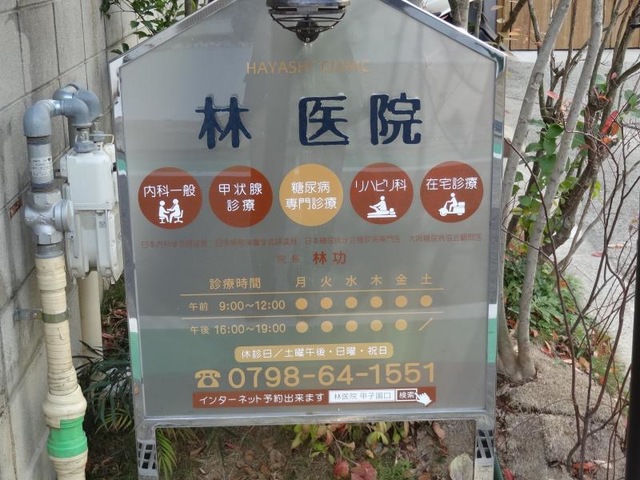 HAYASHI CLINIC
林 医院
内科一般
甲状腺
診療
糖尿病
専門診療
リハビリ科
在宅診療
院長 林功
診療時間 月 火 水 木 金 土
午前 9:00～12:00 ● ● ● ● ● ●
午後 16:00～19:00 ● ● ● ● ● ／
休診日／土曜午後・日曜・祝日
☎0798-64-1551
インターネット予約出来ます 林医院 甲子園口 検索